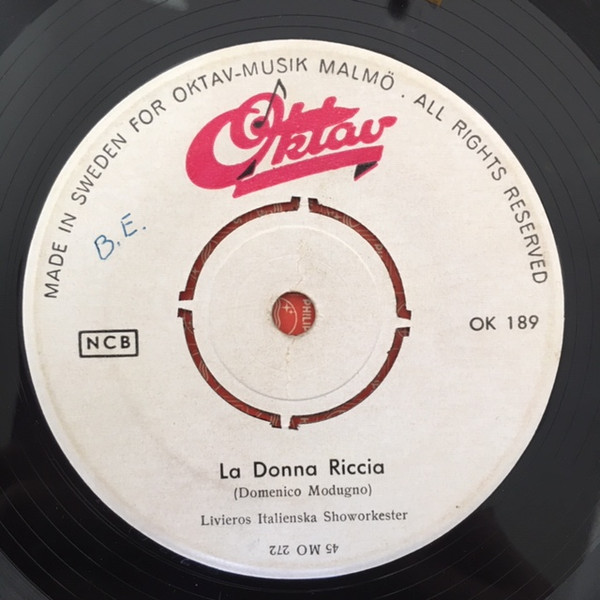 MADE IN SWEDEN FOR OKTAV-MUSIK MALMÖ . ALL RIGHTS RESERVED
Oktav
B.E.
PHILI
OK 189
NCB
La Donna Riccia
(Domenico Modugno)
Livieros Italienska Showorkester
45 MO 272